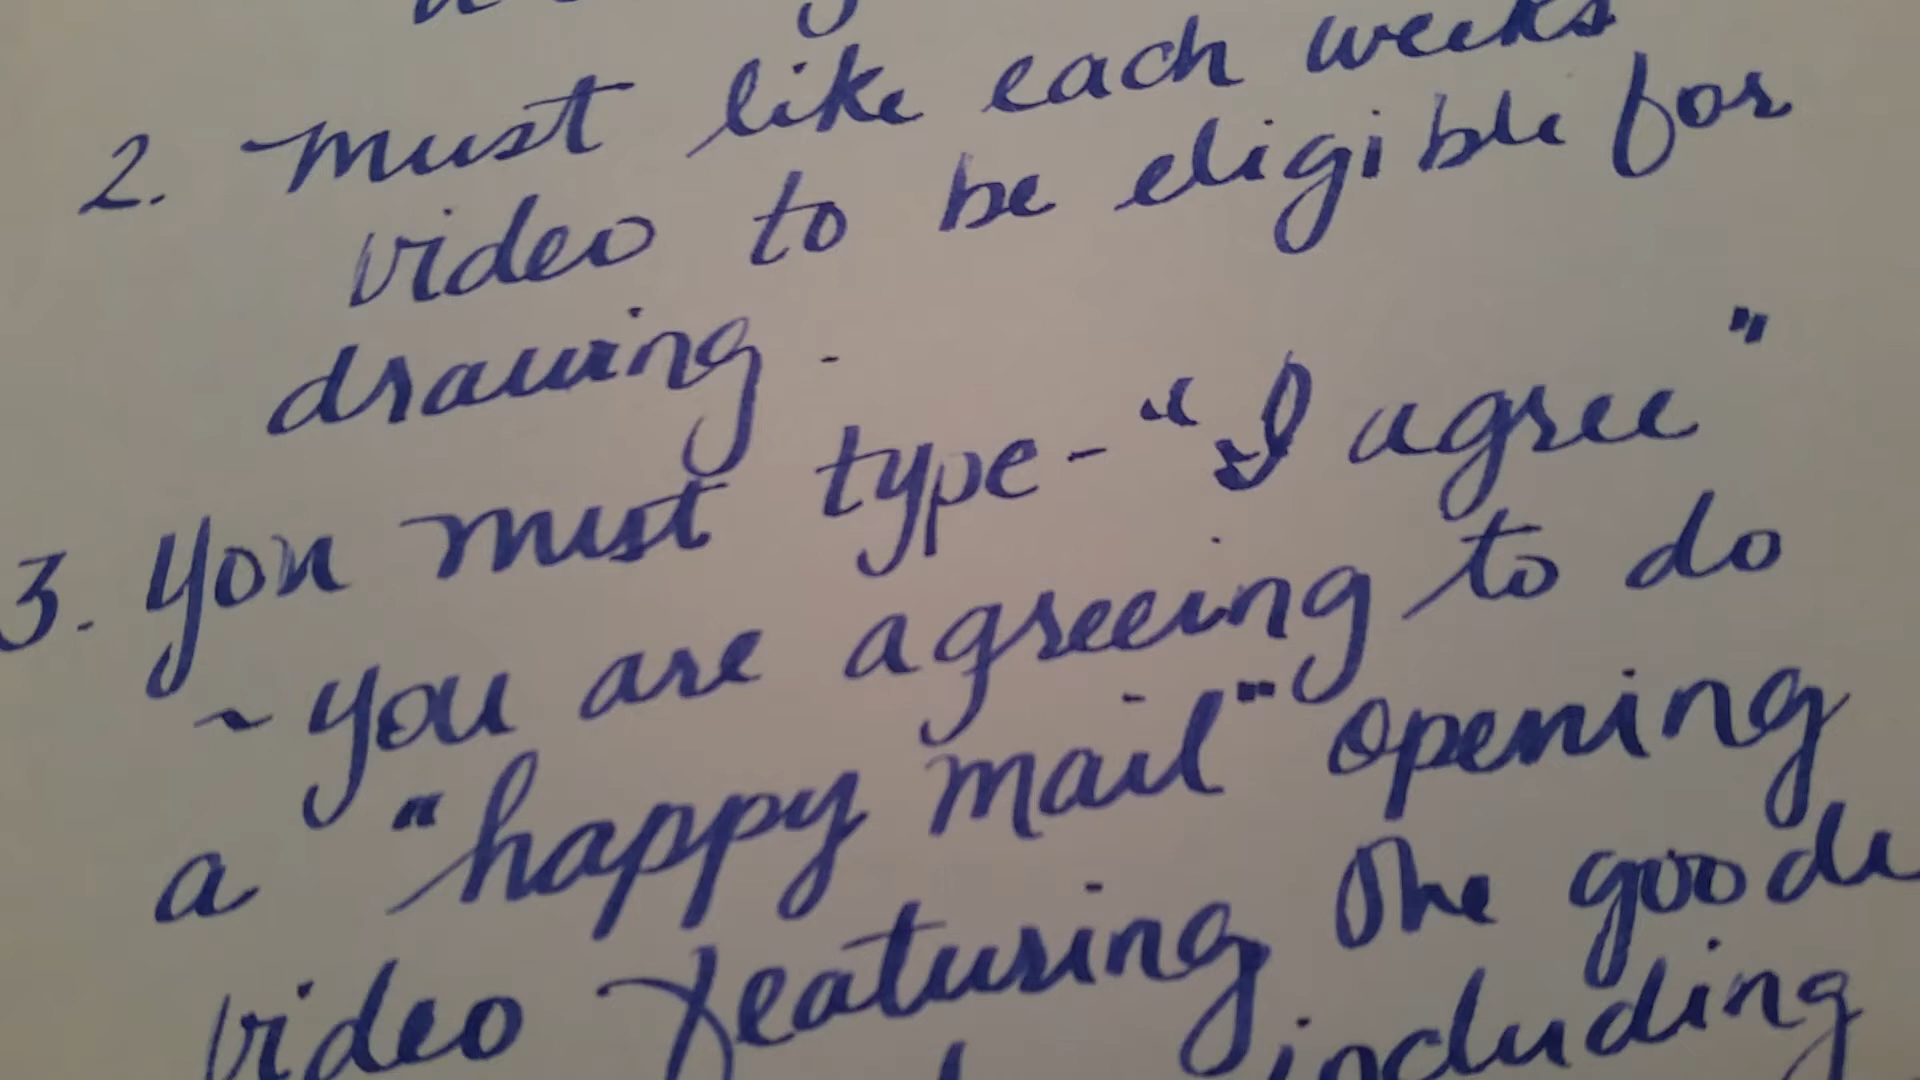 2. Must like each weeks
video to be eligible for
drawing.
3. You must type - "I agree"
~ You are agreeing to do
a "happy mail" opening
video featuring the goode
including